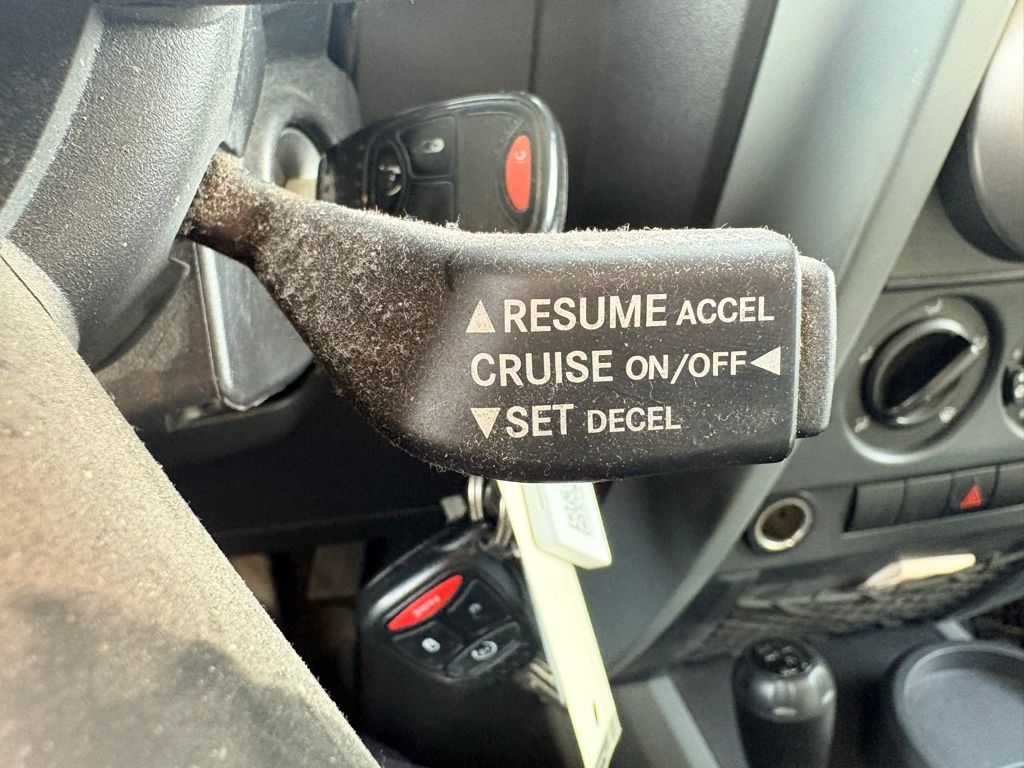 ▲RESUME ACCEL
CRUISE ON/OFF◀
▼SET DECEL